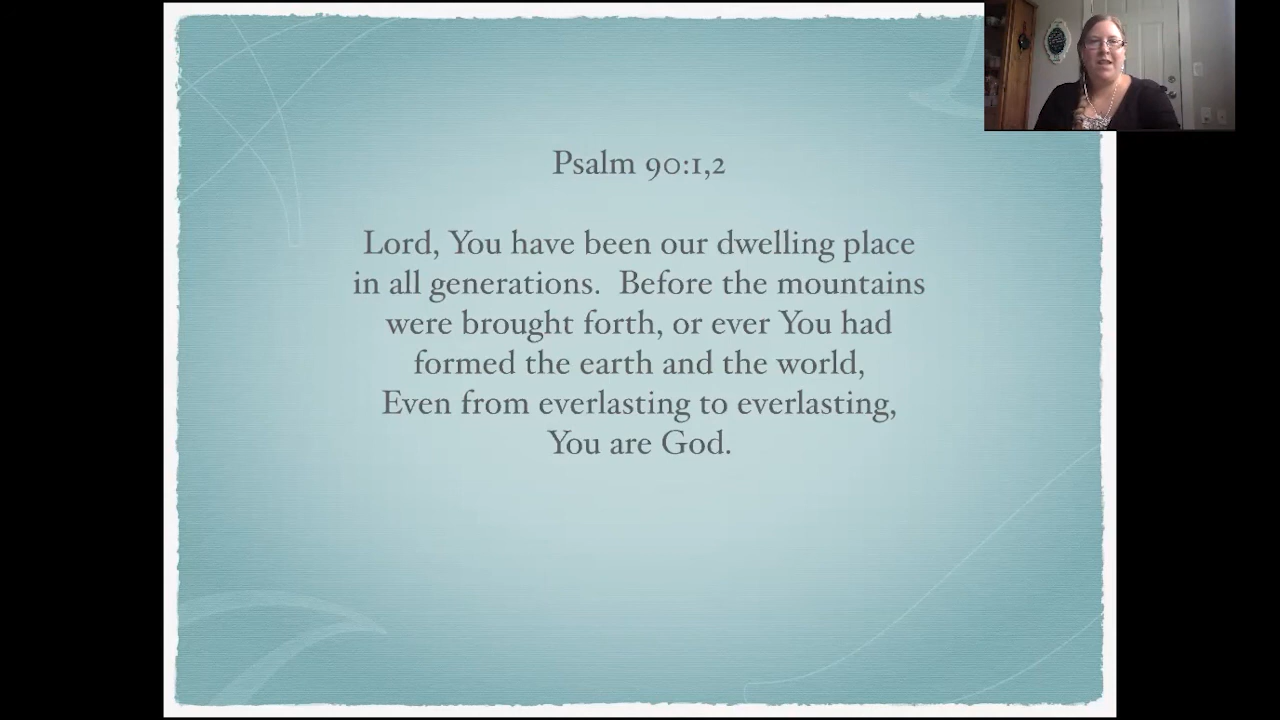 Psalm 90:1,2
Lord, You have been our dwelling place
in all generations.  Before the mountains
were brought forth, or ever You had
formed the earth and the world,
Even from everlasting to everlasting,
You are God.